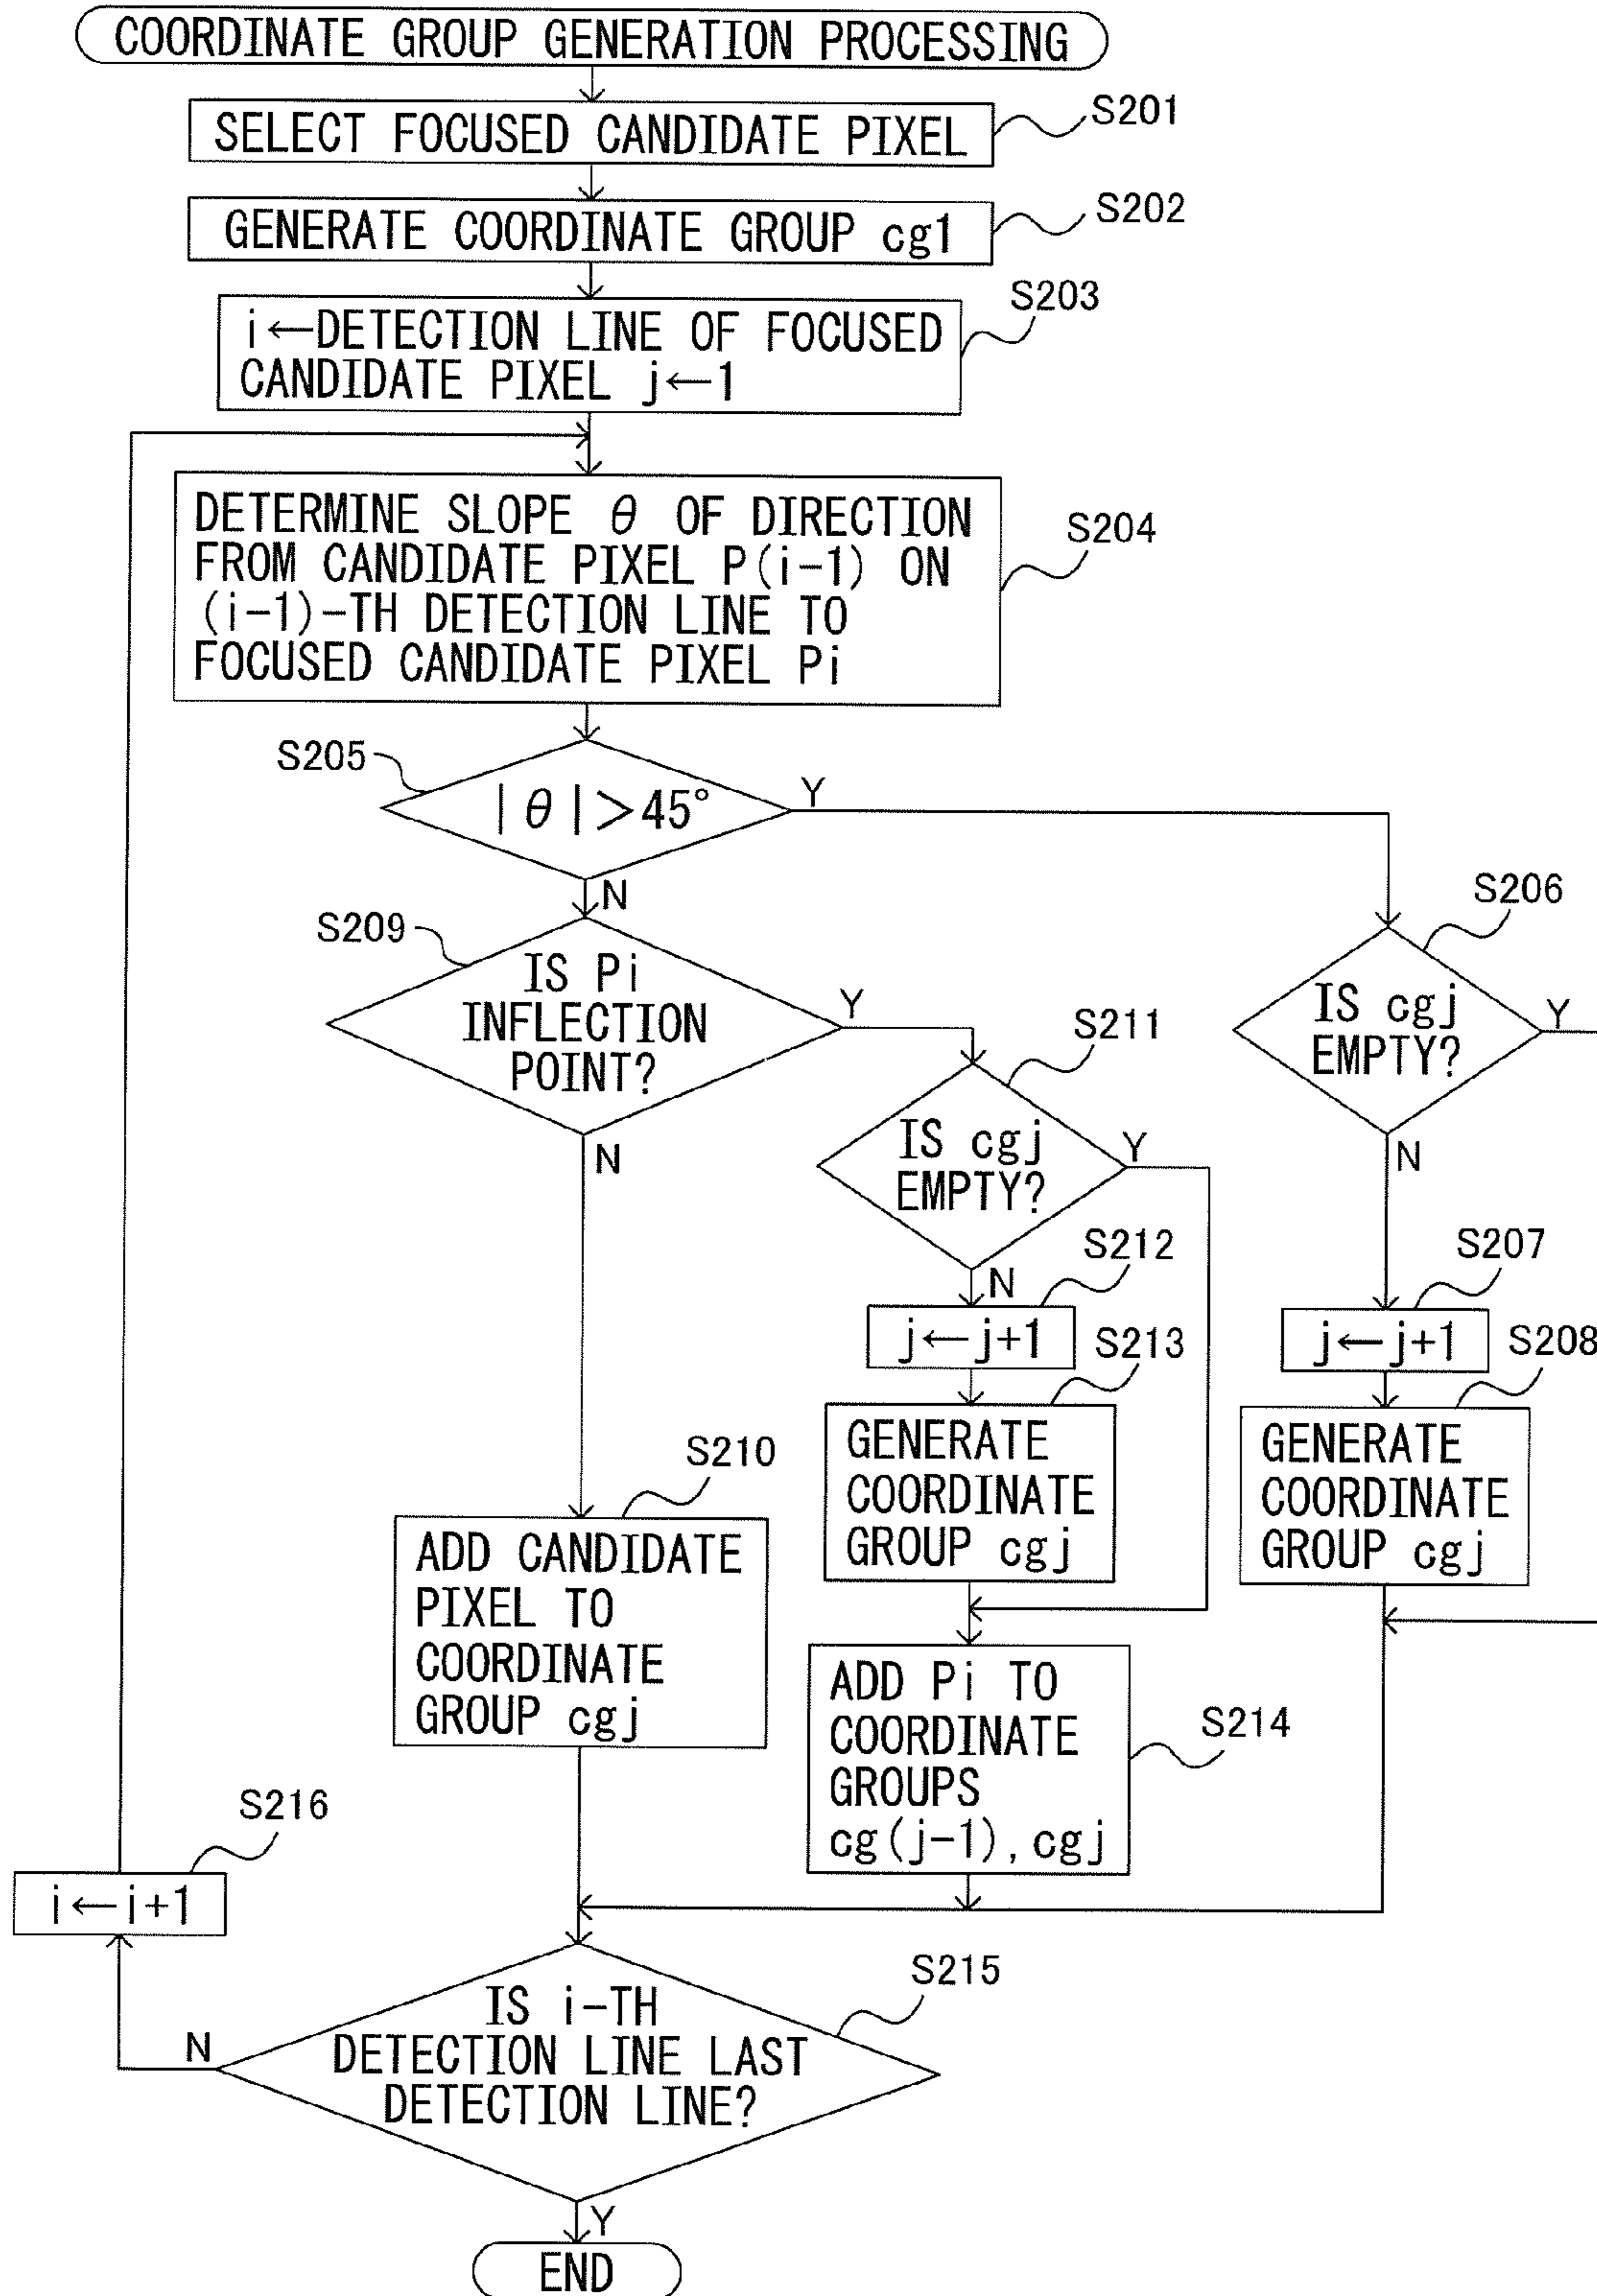 COORDINATE GROUP GENERATION PROCESSING
SELECT FOCUSED CANDIDATE PIXEL
S201
GENERATE COORDINATE GROUP cg1
S202
i←DETECTION LINE OF FOCUSED
CANDIDATE PIXEL j←1
S203
DETERMINE SLOPE θ OF DIRECTION
FROM CANDIDATE PIXEL P(i-1) ON
(i-1)-TH DETECTION LINE TO
FOCUSED CANDIDATE PIXEL Pi
S204
S205
|θ|>45°
Y
N
S206
IS cgj
EMPTY?
Y
N
S209
IS Pi
INFLECTION
POINT?
Y
N
S211
IS cgj
EMPTY?
Y
N
S212
j←j+1
S207
j←j+1
S213
GENERATE
COORDINATE
GROUP cgj
S208
GENERATE
COORDINATE
GROUP cgj
S210
ADD CANDIDATE
PIXEL TO
COORDINATE
GROUP cgj
ADD Pi TO
COORDINATE
GROUPS
cg(j-1),cgj
S214
S216
i←i+1
S215
IS i-TH
DETECTION LINE LAST
DETECTION LINE?
N
Y
END